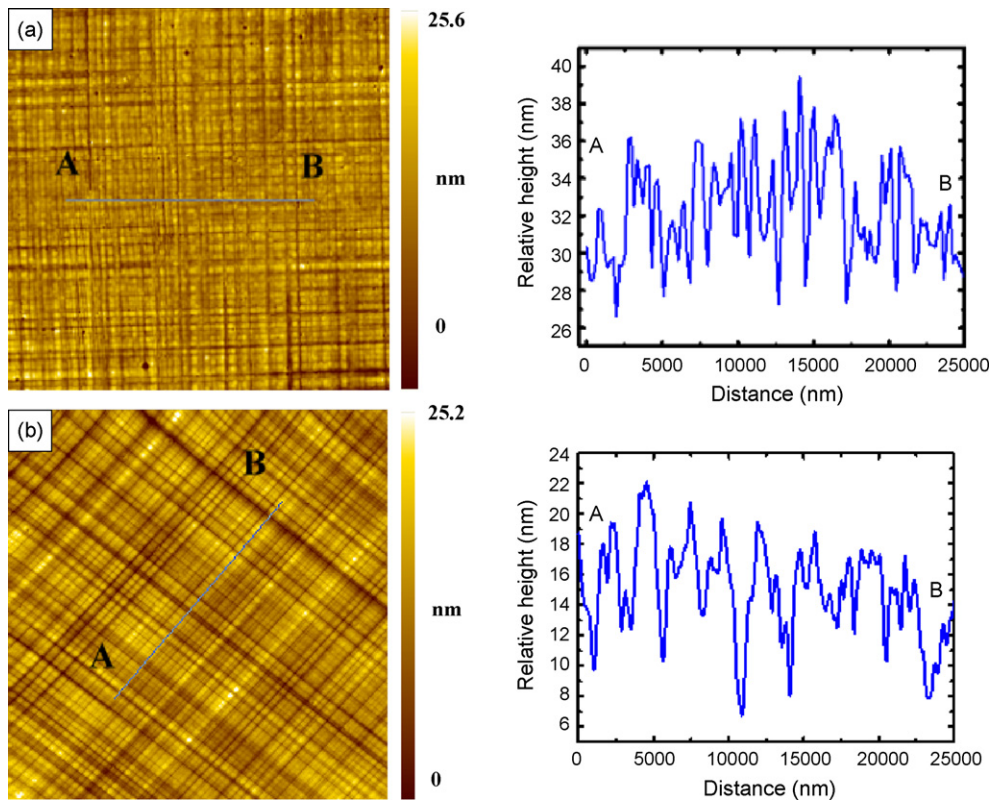 (a)
25.6
A
B
nm
0
40
38
36
34
32
30
28
26
Relative height (nm)
A
B
0
5000
10000
15000
20000
25000
Distance (nm)
(b)
25.2
B
A
nm
0
24
22
20
18
16
14
12
10
8
6
Relative height (nm)
A
B
0
5000
10000
15000
20000
25000
Distance (nm)